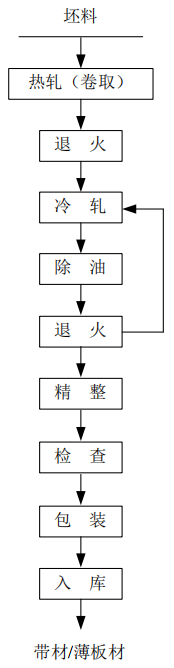 坯料
热轧（卷取）
退　火
冷　轧
除　油
退　火
精　整
检　查
包　装
入　库
带材/薄板材